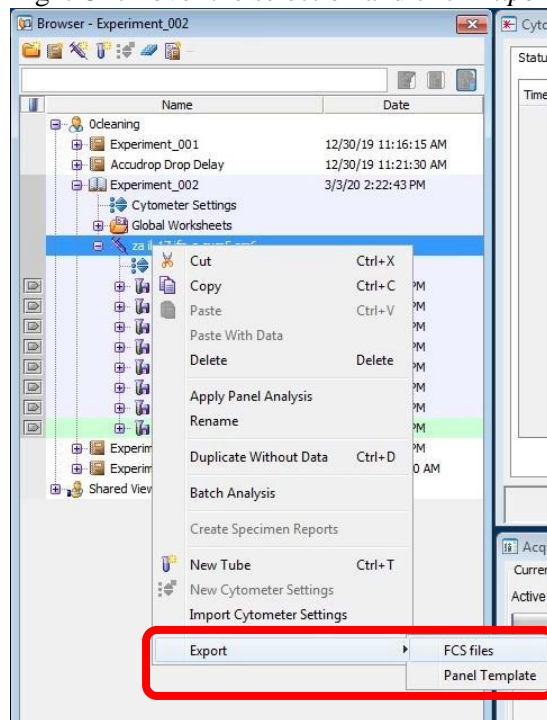 Browser - Experiment_002
Cyto
Statu
Time
Name Date
0cleaning
Experiment_001 12/30/19 11:16:15 AM
Accudrop Drop Delay 12/30/19 11:21:30 AM
Experiment_002 3/3/20 2:22:43 PM
Cytometer Settings
Global Worksheets
za il
Cut Ctrl+X
Copy Ctrl+C PM
Paste Ctrl+V PM
PM
Paste With Data
PM
Delete Delete PM
PM
Apply Panel Analysis
PM
Rename
PM
Experim PM
Duplicate Without Data Ctrl+D
Experim 0 AM
Shared View
Batch Analysis
Create Specimen Reports
New Tube Ctrl+T
New Cytometer Settings
Import Cytometer Settings
Export FCS files
Panel Template
Acq
Curren
Active